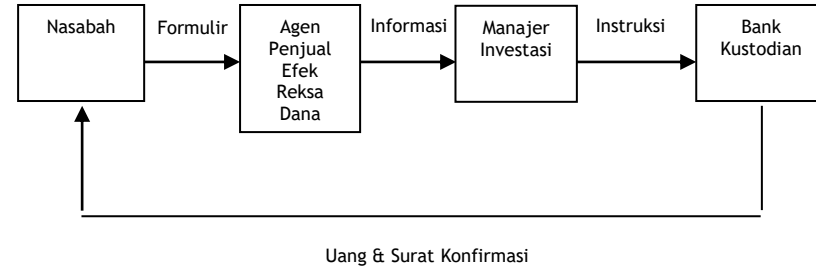 Nasabah
Formulir
Agen
Penjual
Efek
Reksa
Dana
Informasi
Manajer
Investasi
Instruksi
Bank
Kustodian
Uang & Surat Konfirmasi